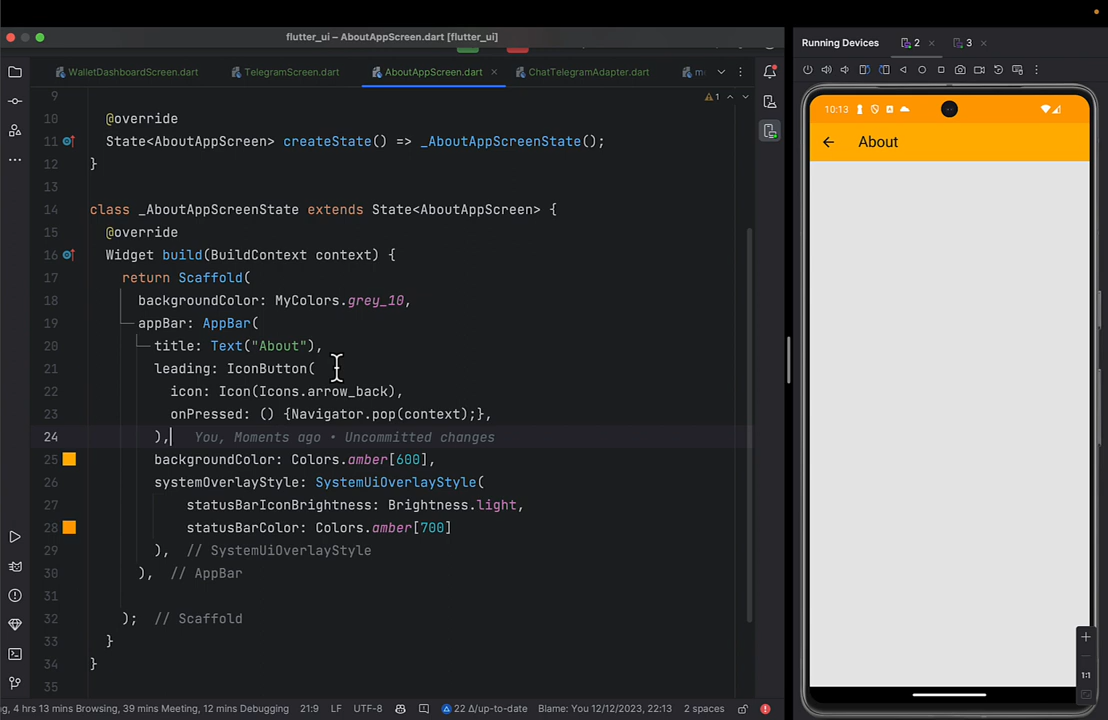 flutter_ui – AboutAppScreen.dart [flutter_ui]
Running Devices
2
3
WalletDashboardScreen.dart
TelegramScreen.dart
AboutAppScreen.dart
ChatTelegramAdapter.dart
9
1
10 @override
11 State<AboutAppScreen> createState() => _AboutAppScreenState();
12 }
13
14 class _AboutAppScreenState extends State<AboutAppScreen> {
15 @override
16 Widget build(BuildContext context) {
17 return Scaffold(
18 backgroundColor: MyColors.grey_10,
19 appBar: AppBar(
20 title: Text("About"),
21 leading: IconButton(
22 icon: Icon(Icons.arrow_back),
23 onPressed: () {Navigator.pop(context);},
24 ), You, Moments ago • Uncommitted changes
25 backgroundColor: Colors.amber[600],
26 systemOverlayStyle: SystemUiOverlayStyle(
27 statusBarIconBrightness: Brightness.light,
28 statusBarColor: Colors.amber[700]
29 ), // SystemUiOverlayStyle
30 ), // AppBar
31
32 ); // Scaffold
33 }
34 }
35
10:13
About
1:1
g, 4 hrs 13 mins Browsing, 39 mins Meeting, 12 mins Debugging 21:9 LF UTF-8 22 Δ/up-to-date Blame: You 12/12/2023, 22:13 2 spaces